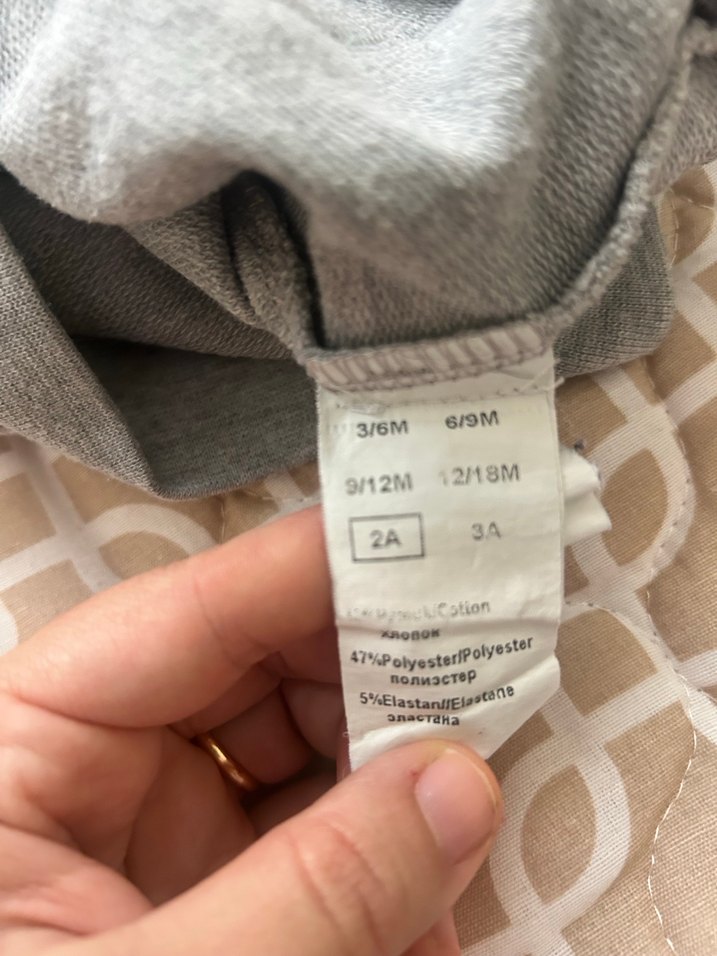 3/6M 6/9M
9/12M 12/18M
2A 3A
Cotton
хлопок
47%Polyester/Polyester
полиэстер
5%Elastan//Elastane
эластана